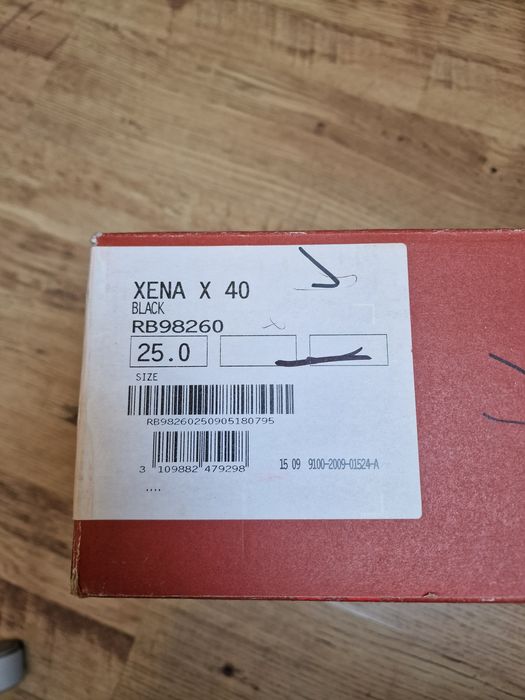 XENA X 40
BLACK
RB98260
25.0
SIZE
RB98260250905180795
3 109882 479298
15 09 9100-2009-01524-A
....